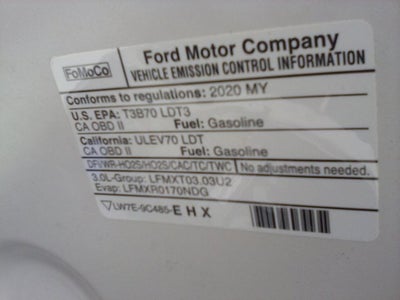 FoMoCo
Ford Motor Company
VEHICLE EMISSION CONTROL INFORMATION
Conforms to regulations: 2020 MY
U.S. EPA: T3B70 LDT3
CA OBD II Fuel: Gasoline
California: ULEV70 LDT
CA OBD II Fuel: Gasoline
DFI/WR-HO2S/HO2S/CAC/TC/TWC No adjustments needed.
3.0L-Group: LFMXT03.03U2
Evap: LFMXR0170NDG
LW7E-9C485-EHX